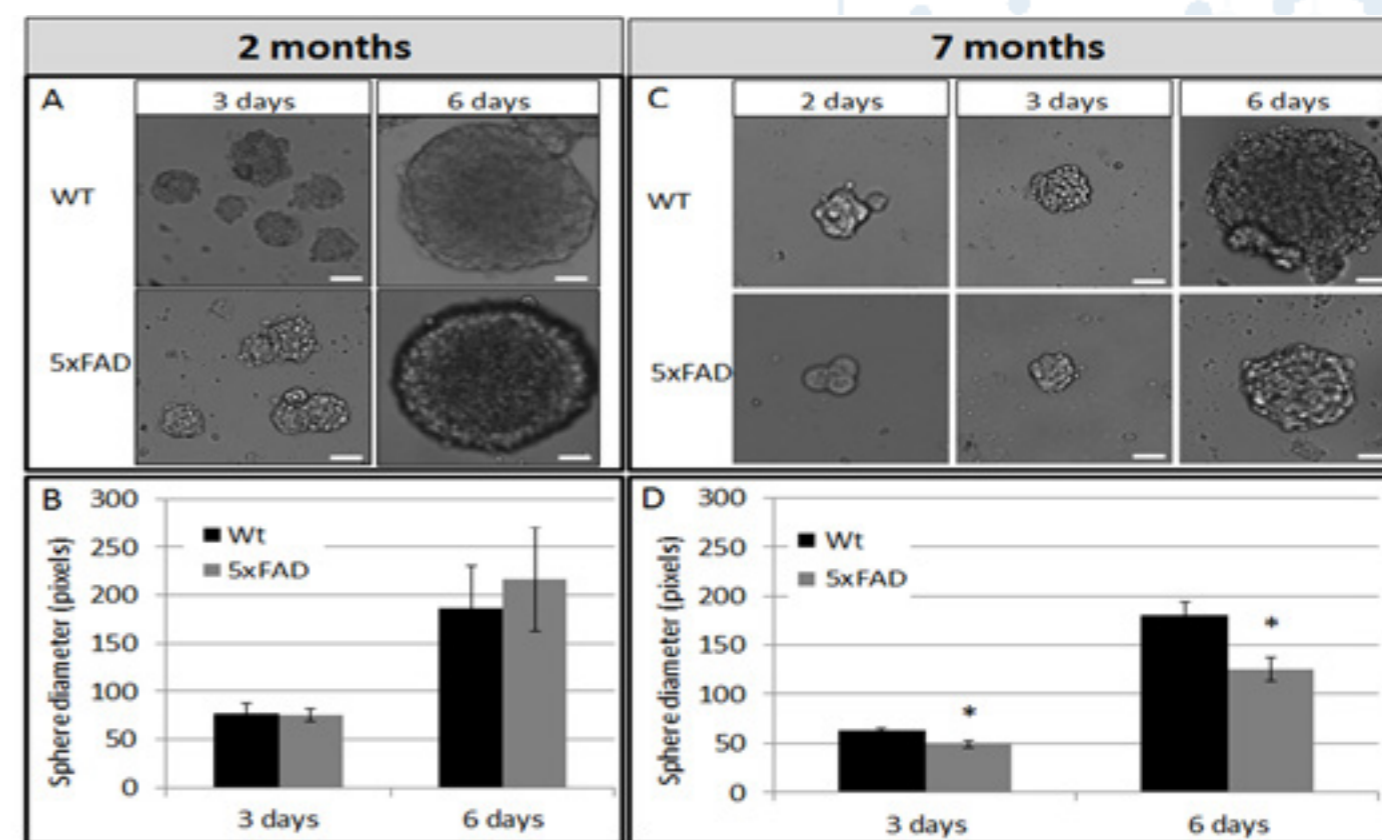 2 months
7 months
A
3 days
6 days
C
2 days
3 days
6 days
WT
WT
5xFAD
5xFAD
B
300
250
200
150
100
50
0
Sphere diameter (pixels)
Wt
5xFAD
3 days
6 days
D
300
250
200
150
100
50
0
Sphere diameter (pixels)
Wt
5xFAD
*
*
3 days
6 days